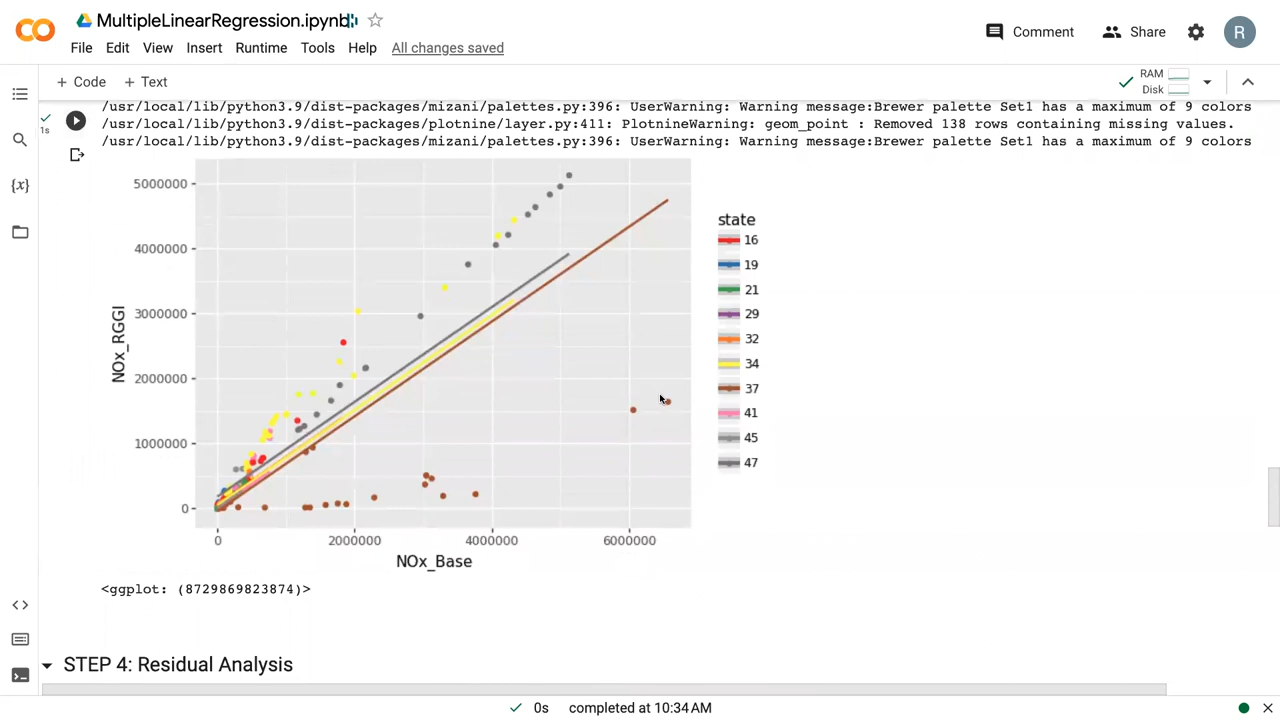 MultipleLinearRegression.ipynb
File Edit View Insert Runtime Tools Help All changes saved
Comment Share R
+ Code + Text
RAM
Disk
/usr/local/lib/python3.9/dist-packages/mizani/palettes.py:396: UserWarning: Warning message:Brewer palette Set1 has a maximum of 9 colors
1s
/usr/local/lib/python3.9/dist-packages/plotnine/layer.py:411: PlotnineWarning: geom_point : Removed 138 rows containing missing values.
/usr/local/lib/python3.9/dist-packages/mizani/palettes.py:396: UserWarning: Warning message:Brewer palette Set1 has a maximum of 9 colors
{x}
5000000
4000000
3000000
2000000
1000000
0
NOx_RGGI
0 2000000 4000000 6000000
NOx_Base
state
16
19
21
29
32
34
37
41
45
47
<ggplot: (8729869823874)>
STEP 4: Residual Analysis
0s completed at 10:34 AM